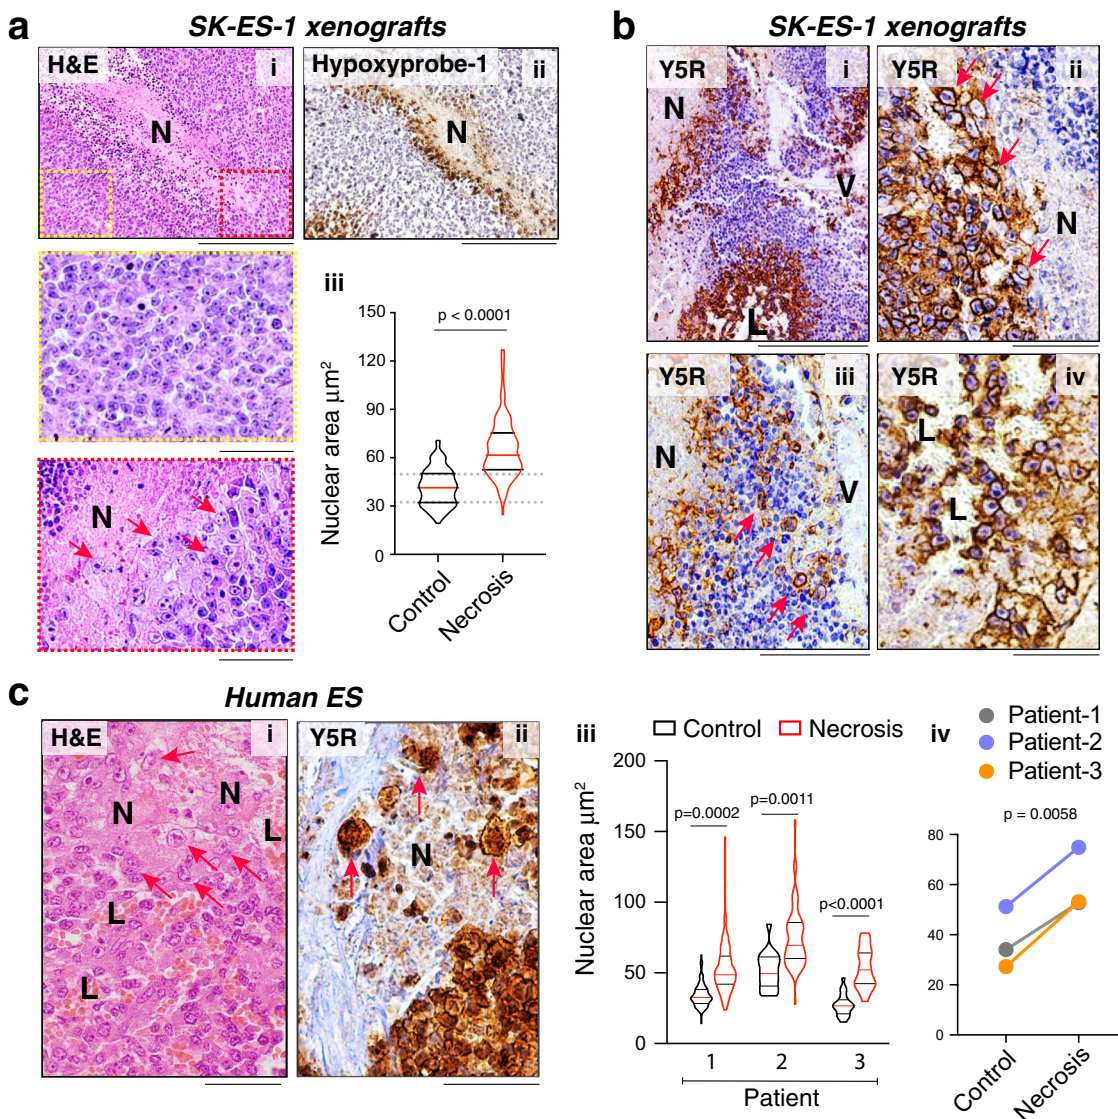 a
SK-ES-1 xenografts
H&E
i
N
Hypoxyprobe-1
ii
N
N
iii
Nuclear area µm²
150
120
90
60
30
0
p < 0.0001
Control
Necrosis
b
SK-ES-1 xenografts
Y5R
i
N
V
L
Y5R
ii
N
Y5R
iii
N
V
Y5R
iv
L
L
c
Human ES
H&E
i
N
N
L
L
L
Y5R
ii
N
iii
Control
Necrosis
Nuclear area µm²
200
150
100
50
0
p=0.0002
p=0.0011
p<0.0001
1 2 3
Patient
iv
Patient-1
Patient-2
Patient-3
p = 0.0058
80
60
40
20
0
Control
Necrosis